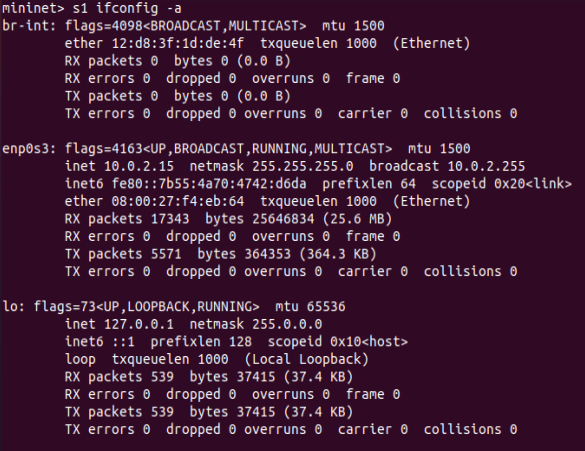 mininet> s1 ifconfig -a
br-int: flags=4098<BROADCAST,MULTICAST>  mtu 1500
        ether 12:d8:3f:1d:de:4f  txqueuelen 1000  (Ethernet)
        RX packets 0  bytes 0 (0.0 B)
        RX errors 0  dropped 0  overruns 0  frame 0
        TX packets 0  bytes 0 (0.0 B)
        TX errors 0  dropped 0 overruns 0  carrier 0  collisions 0

enp0s3: flags=4163<UP,BROADCAST,RUNNING,MULTICAST>  mtu 1500
        inet 10.0.2.15  netmask 255.255.255.0  broadcast 10.0.2.255
        inet6 fe80::7b55:4a70:4742:d6da  prefixlen 64  scopeid 0x20<link>
        ether 08:00:27:f4:eb:64  txqueuelen 1000  (Ethernet)
        RX packets 17343  bytes 25646834 (25.6 MB)
        RX errors 0  dropped 0  overruns 0  frame 0
        TX packets 5571  bytes 364353 (364.3 KB)
        TX errors 0  dropped 0 overruns 0  carrier 0  collisions 0

lo: flags=73<UP,LOOPBACK,RUNNING>  mtu 65536
        inet 127.0.0.1  netmask 255.0.0.0
        inet6 ::1  prefixlen 128  scopeid 0x10<host>
        loop  txqueuelen 1000  (Local Loopback)
        RX packets 539  bytes 37415 (37.4 KB)
        RX errors 0  dropped 0  overruns 0  frame 0
        TX packets 539  bytes 37415 (37.4 KB)
        TX errors 0  dropped 0 overruns 0  carrier 0  collisions 0